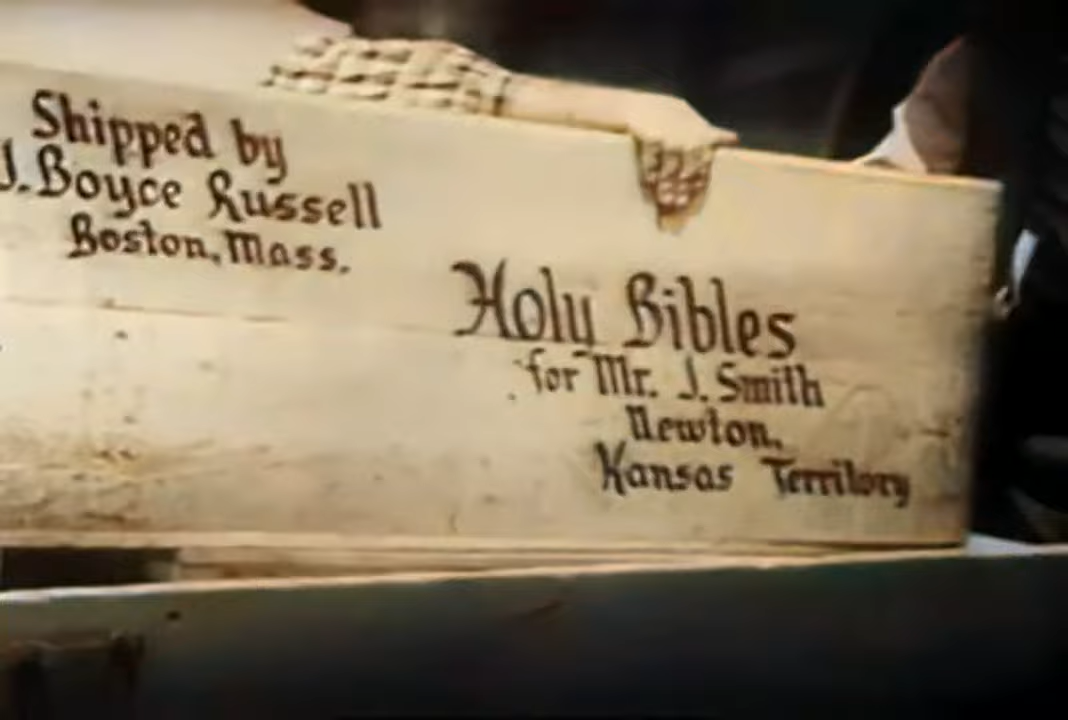 Shipped by
J. Boyce Russell
Boston, Mass.
Holy Bibles
for Mr. J. Smith
Newton,
Kansas Territory